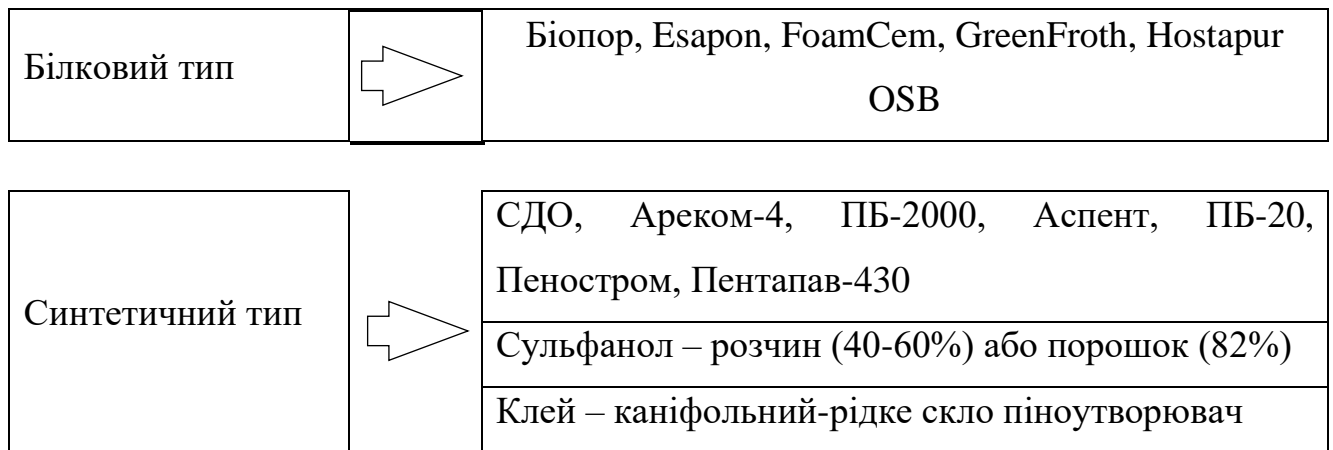 Білковий тип
Біопор, Esapon, FoamCem, GreenFroth, Hostapur
OSB
Синтетичний тип
СДО, Ареком-4, ПБ-2000, Аспент, ПБ-20,
Пеностром, Пентапав-430
Сульфанол – розчин (40-60%) або порошок (82%)
Клей – каніфольний-рідке скло піноутворювач